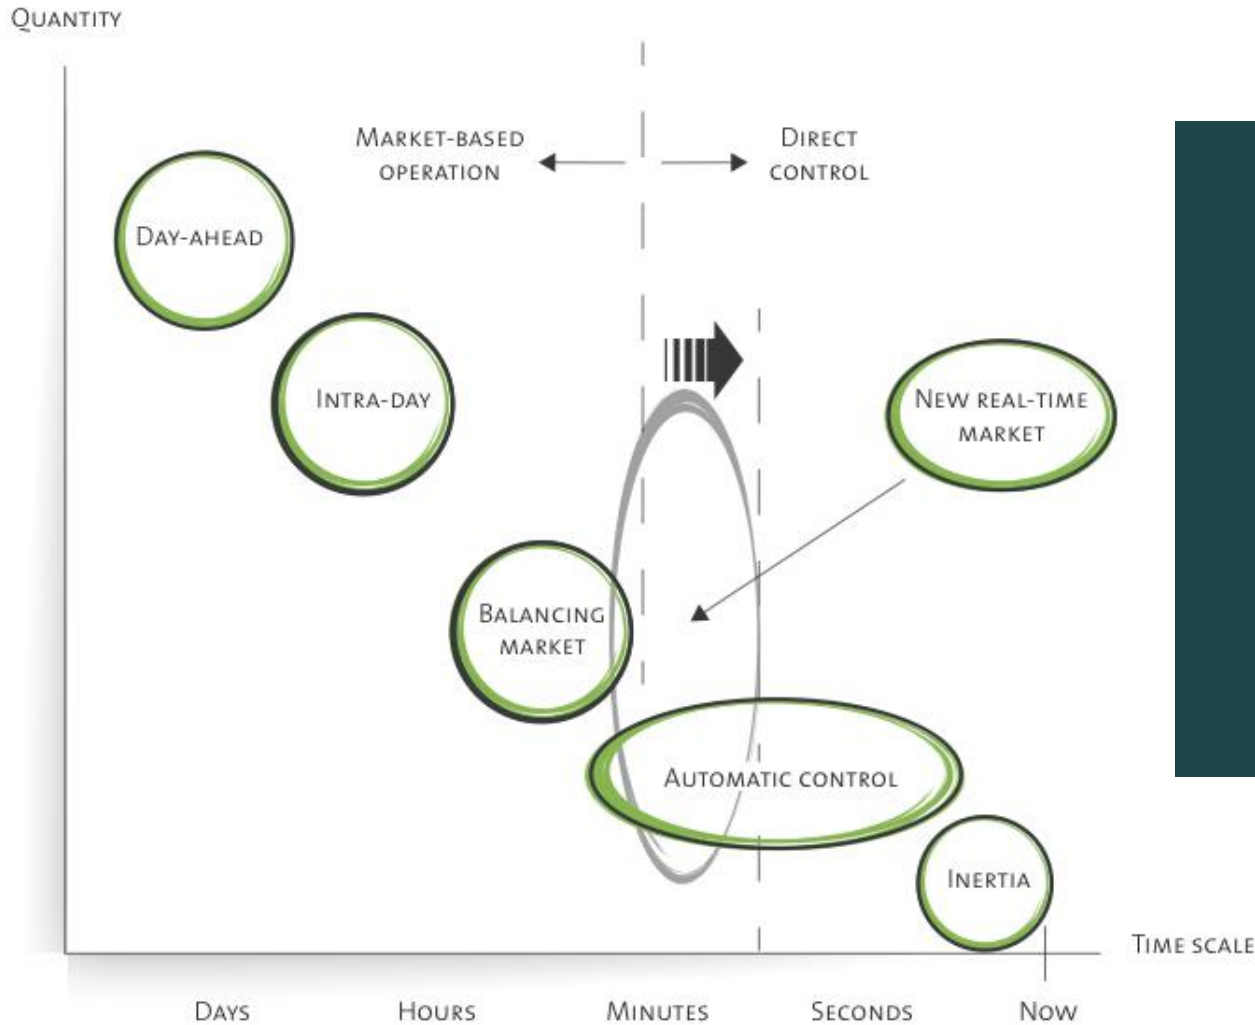 QUANTITY
MARKET-BASED
OPERATION
DIRECT
CONTROL
DAY-AHEAD
INTRA-DAY
NEW REAL-TIME
MARKET
BALANCING
MARKET
AUTOMATIC CONTROL
INERTIA
TIME SCALE
DAYS
HOURS
MINUTES
SECONDS
NOW